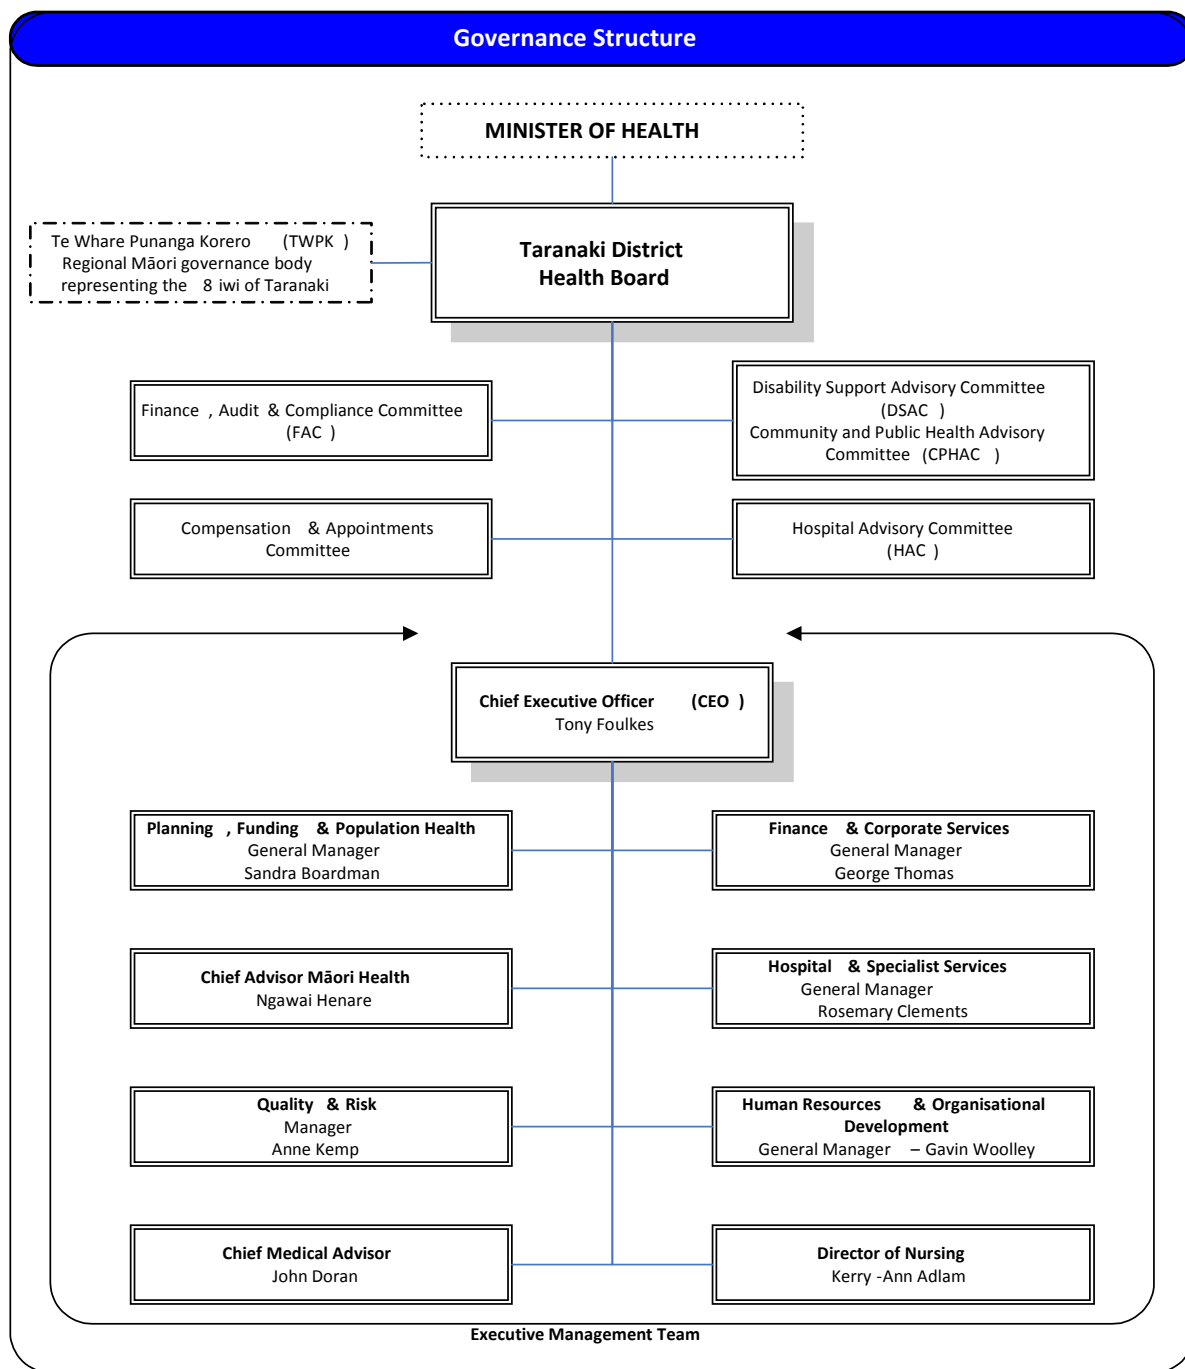 Governance Structure
MINISTER OF HEALTH
Te Whare Punanga Korero (TWPK )
Regional Māori governance body
representing the 8 iwi of Taranaki
Taranaki District
Health Board
Finance , Audit & Compliance Committee
(FAC )
Disability Support Advisory Committee
(DSAC )
Community and Public Health Advisory
Committee (CPHAC )
Compensation & Appointments
Committee
Hospital Advisory Committee
(HAC )
Chief Executive Officer (CEO )
Tony Foulkes
Planning , Funding & Population Health
General Manager
Sandra Boardman
Finance & Corporate Services
General Manager
George Thomas
Chief Advisor Māori Health
Ngawai Henare
Hospital & Specialist Services
General Manager
Rosemary Clements
Quality & Risk
Manager
Anne Kemp
Human Resources & Organisational
Development
General Manager – Gavin Woolley
Chief Medical Advisor
John Doran
Director of Nursing
Kerry -Ann Adlam
Executive Management Team